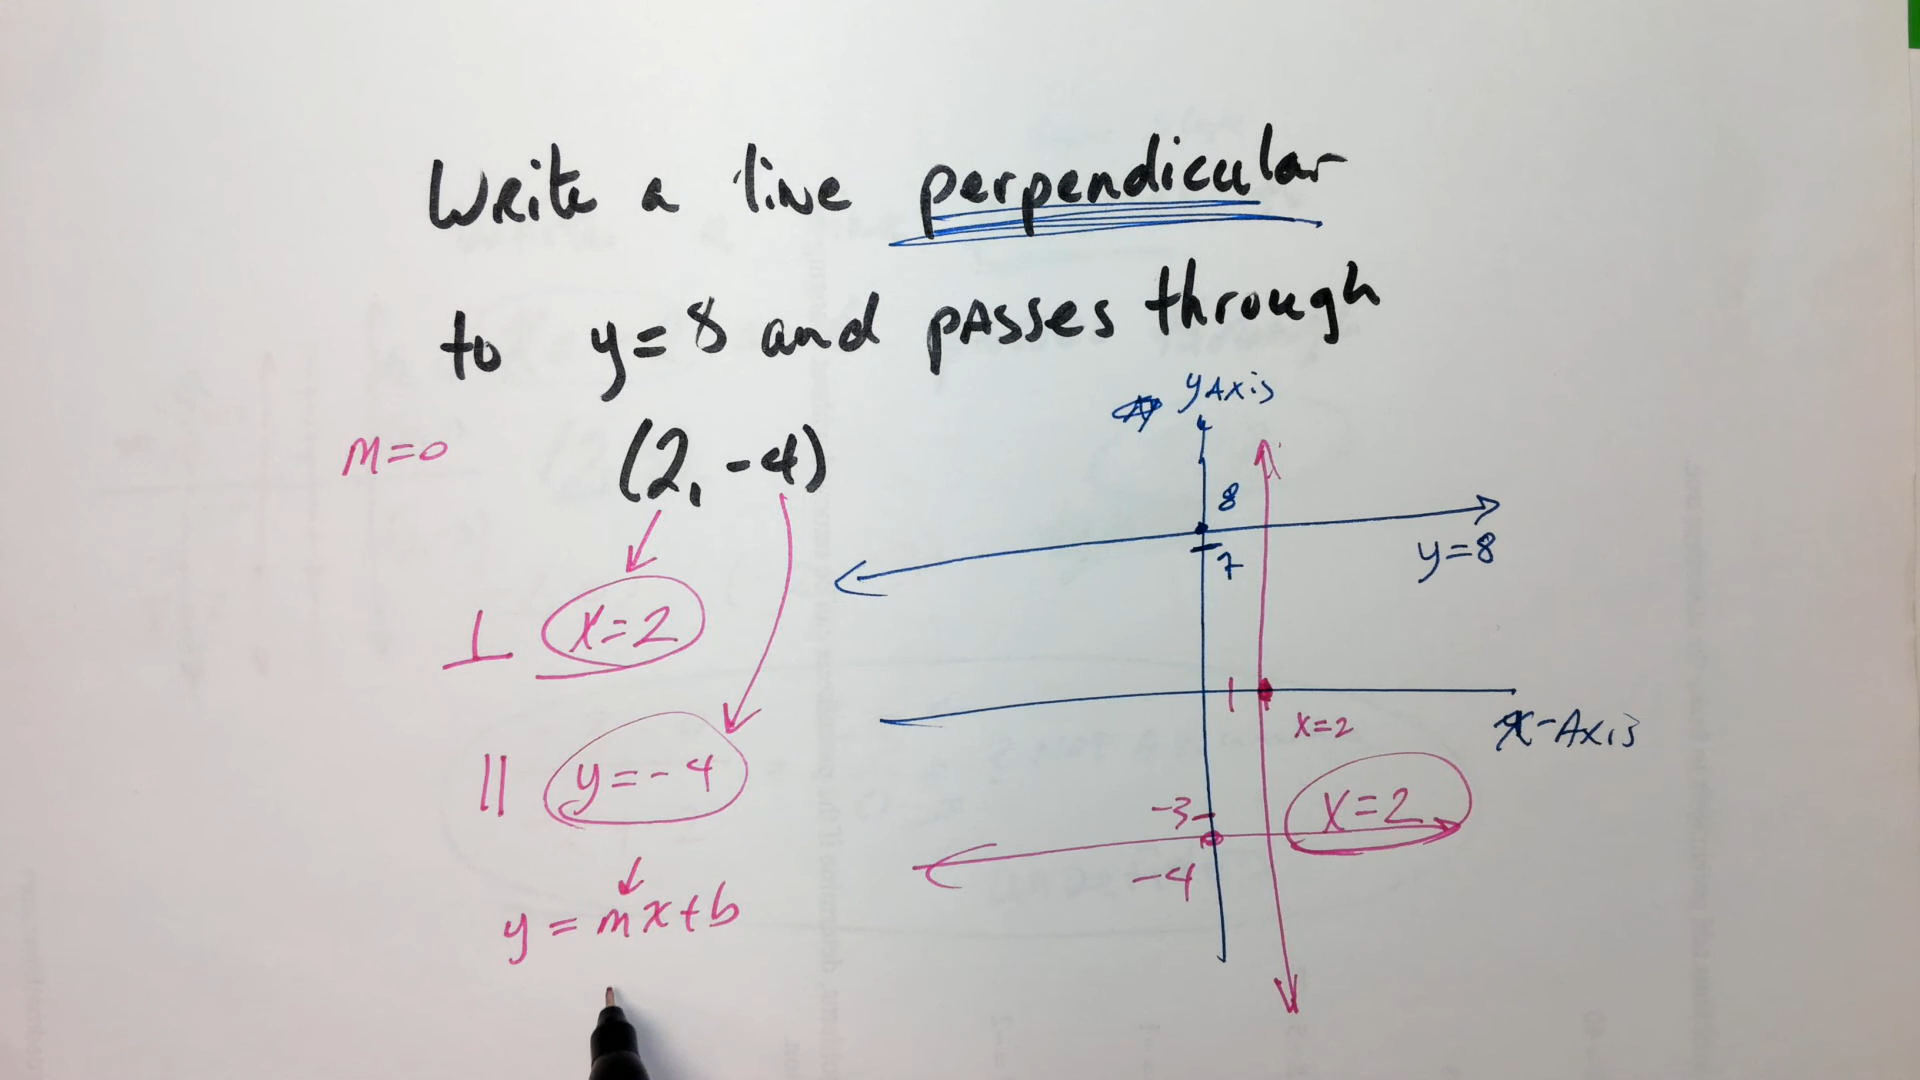 Write a line perpendicular
to y=8 and passes through
(2, -4)
m=0
⊥ x=2
|| y=-4
y = mx+b
y Axis
8
7
y=8
1
x=2
x-Axis
-3
x=2
-4